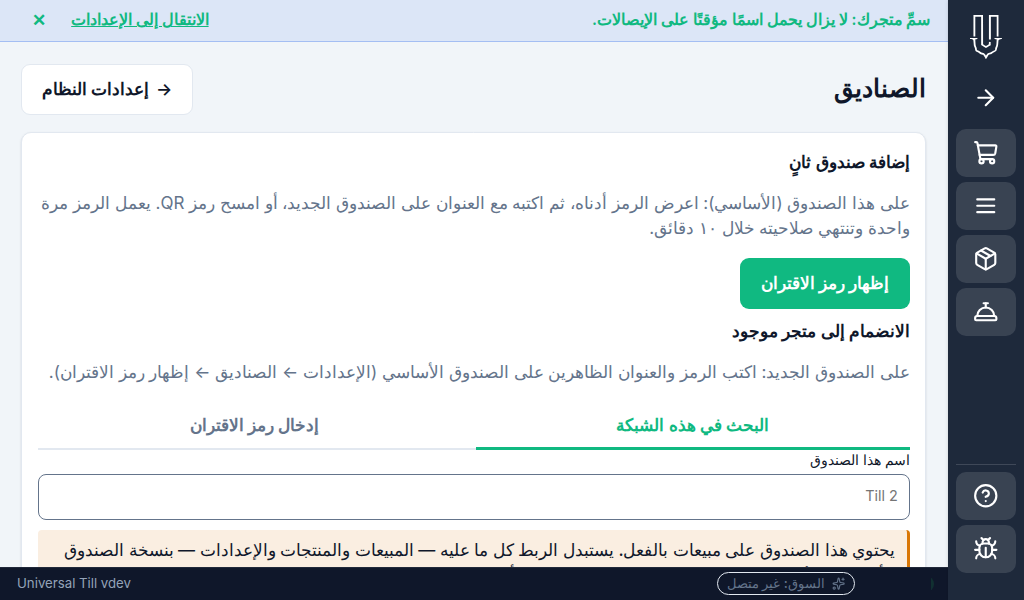 سمِّ متجرك: لا يزال يحمل اسمًا مؤقتًا على الإيصالات.
الانتقال إلى الإعدادات
✕
الصناديق
→ إعدادات النظام
إضافة صندوق ثانٍ
على هذا الصندوق (الأساسي): اعرض الرمز أدناه، ثم اكتبه مع العنوان على الصندوق الجديد، أو امسح رمز QR. يعمل الرمز مرة
واحدة وتنتهي صلاحيته خلال ١٠ دقائق.
إظهار رمز الاقتران
الانضمام إلى متجر موجود
على الصندوق الجديد: اكتب الرمز والعنوان الظاهرين على الصندوق الأساسي (الإعدادات ← الصناديق ← إظهار رمز الاقتران).
البحث في هذه الشبكة
إدخال رمز الاقتران
اسم هذا الصندوق
Till 2
يحتوي هذا الصندوق على مبيعات بالفعل. يستبدل الربط كل ما عليه — المبيعات والمنتجات والإعدادات — بنسخة الصندوق
السوق: غير متصل
Universal Till vdev